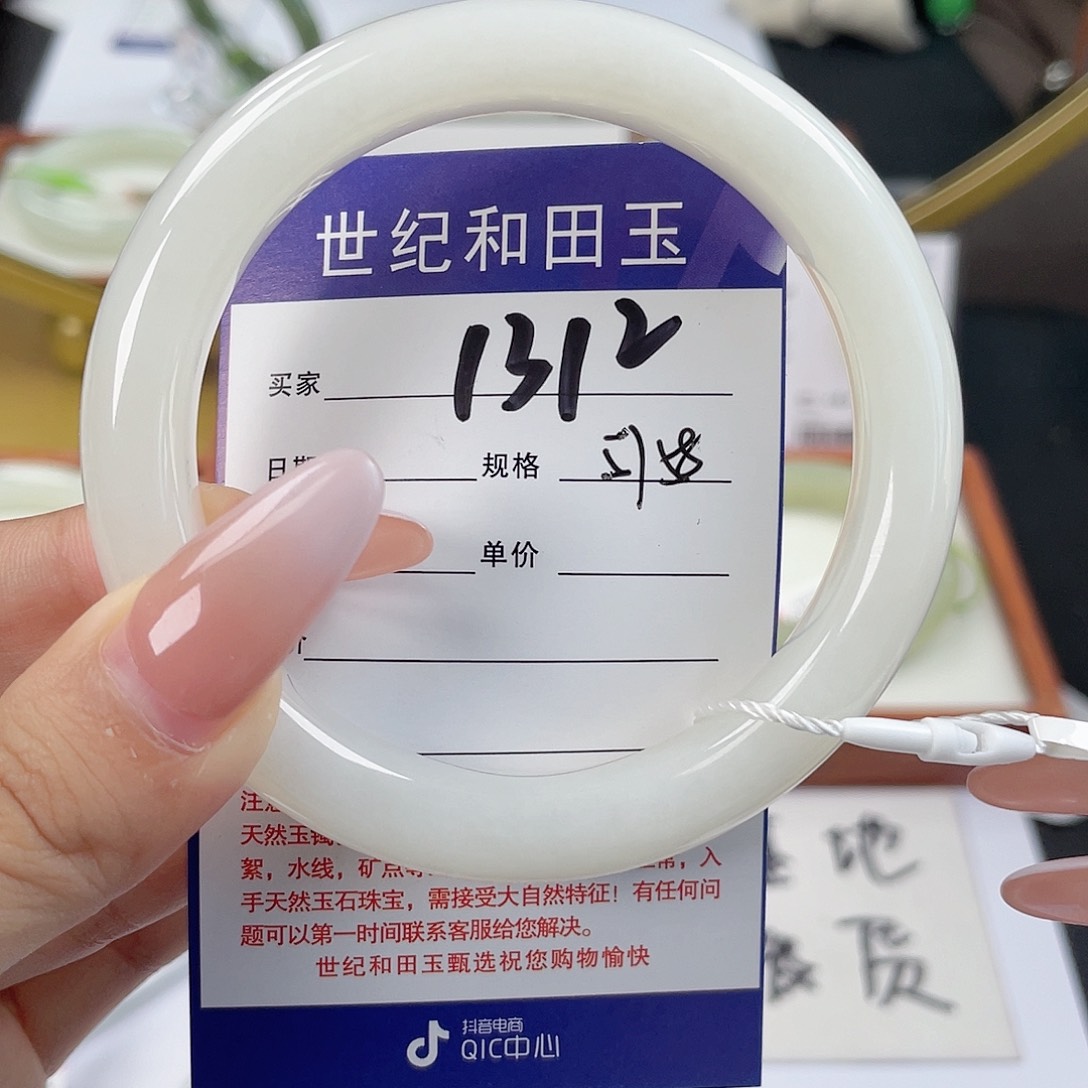 世纪和田玉
买家 1312
日期 规格
单价
注意
天然玉镯
絮，水线，矿点 入
手天然玉石珠宝，需接受大自然特征！有任何问
题可以第一时间联系客服给您解决。
世纪和田玉甄选祝您购物愉快
抖音电商
QIC中心
地
货